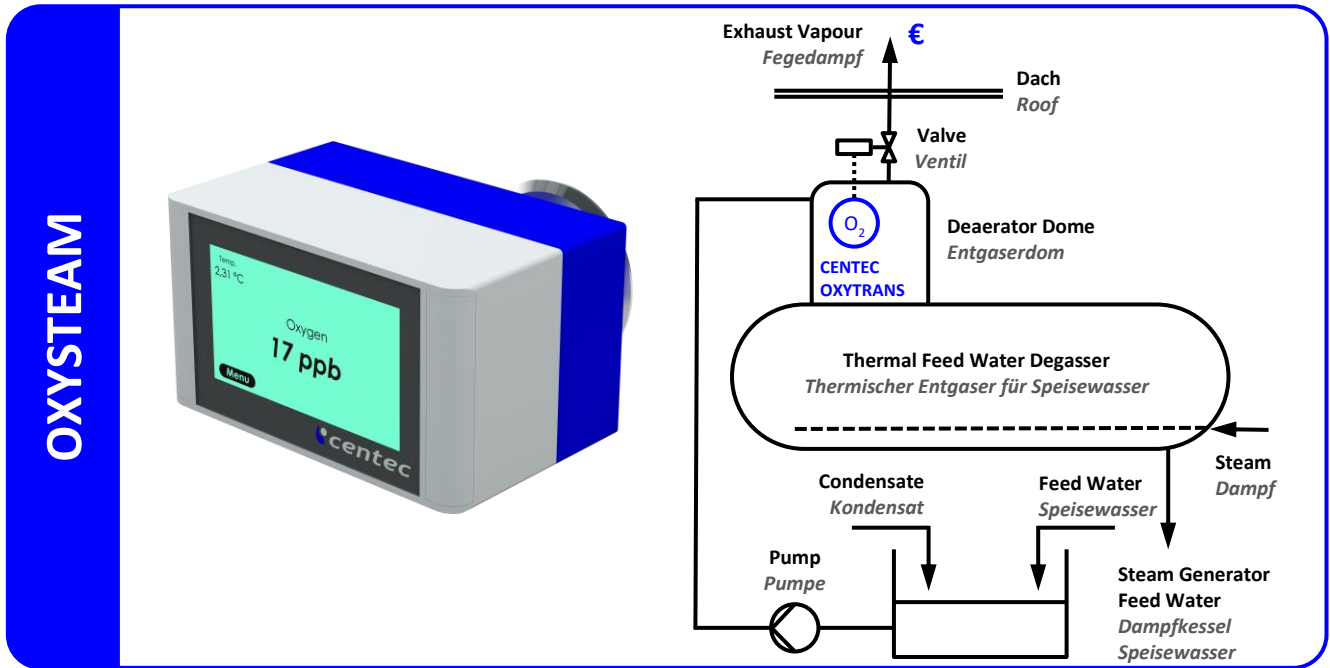 OXYSTEAM
Temp.
2,31 °C
Oxygen
17 ppb
Menu
centec
Exhaust Vapour
Fegedampf
€
Dach
Roof
Valve
Ventil
O2
CENTEC
OXYTRANS
Deaerator Dome
Entgaserdom
Thermal Feed Water Degasser
Thermischer Entgaser für Speisewasser
Steam
Dampf
Condensate
Kondensat
Feed Water
Speisewasser
Pump
Pumpe
Steam Generator
Feed Water
Dampfkessel
Speisewasser